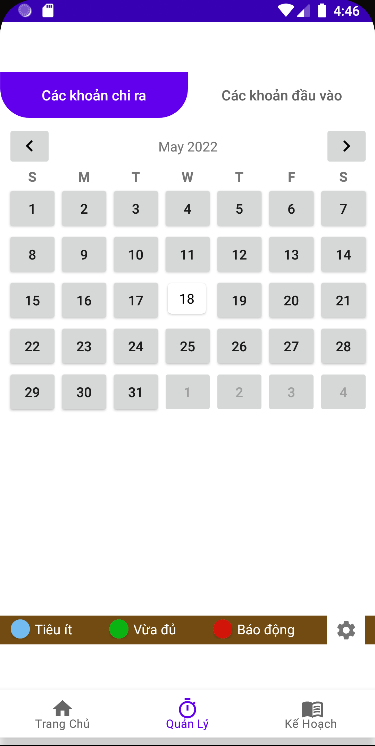 4:46
Các khoản chi ra Các khoản đầu vào
May 2022
S M T W T F S
1 2 3 4 5 6 7
8 9 10 11 12 13 14
15 16 17 18 19 20 21
22 23 24 25 26 27 28
29 30 31 1 2 3 4
Tiêu ít Vừa đủ Báo động
Trang Chủ Quản Lý Kế Hoạch